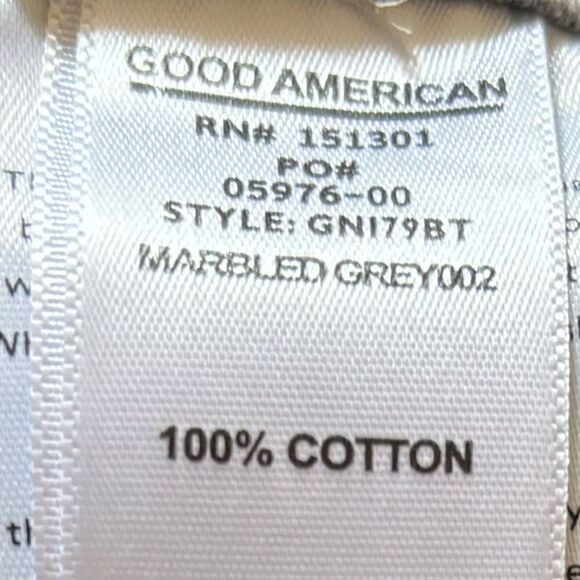 GOOD AMERICAN
RN# 151301
PO#
05976-00
STYLE: GNI79BT
MARBLED GREY002
100% COTTON